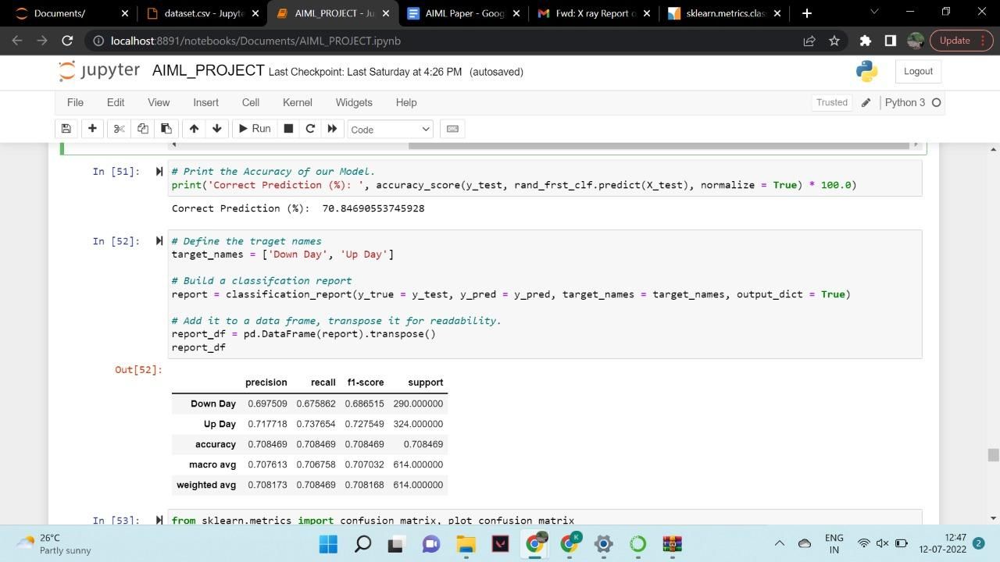 Documents/
dataset.csv - Jupyte
AIML_PROJECT - Ju
AIML Paper - Goog
Fwd: X ray Report o
sklearn.metrics.clas
localhost:8891/notebooks/Documents/AIML_PROJECT.ipynb
Update
jupyter AIML_PROJECT Last Checkpoint: Last Saturday at 4:26 PM (autosaved)
Logout
File Edit View Insert Cell Kernel Widgets Help
Trusted
Python 3
Run
Code
In [51]:
# Print the Accuracy of our Model.
print('Correct Prediction (%): ', accuracy_score(y_test, rand_frst_clf.predict(X_test), normalize = True) * 100.0)
Correct Prediction (%):  70.84690553745928
In [52]:
# Define the traget names
target_names = ['Down Day', 'Up Day']
# Build a classifcation report
report = classification_report(y_true = y_test, y_pred = y_pred, target_names = target_names, output_dict = True)
# Add it to a data frame, transpose it for readability.
report_df = pd.DataFrame(report).transpose()
report_df
Out[52]:
precision recall f1-score support
Down Day 0.697509 0.675862 0.686515 290.000000
Up Day 0.717718 0.737654 0.727549 324.000000
accuracy 0.708469 0.708469 0.708469 0.708469
macro avg 0.707613 0.706758 0.707032 614.000000
weighted avg 0.708173 0.708469 0.708168 614.000000
In [53]:
from sklearn.metrics import confusion_matrix, plot_confusion_matrix
26°C
Partly sunny
K
ENG
IN
12:47
12-07-2022
2